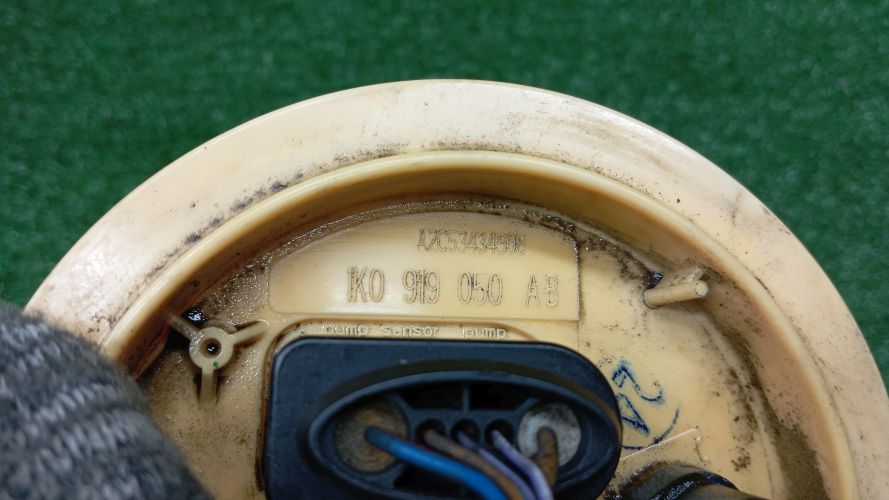 A2C53434508
1K0 919 050 AB
pump sensor pump